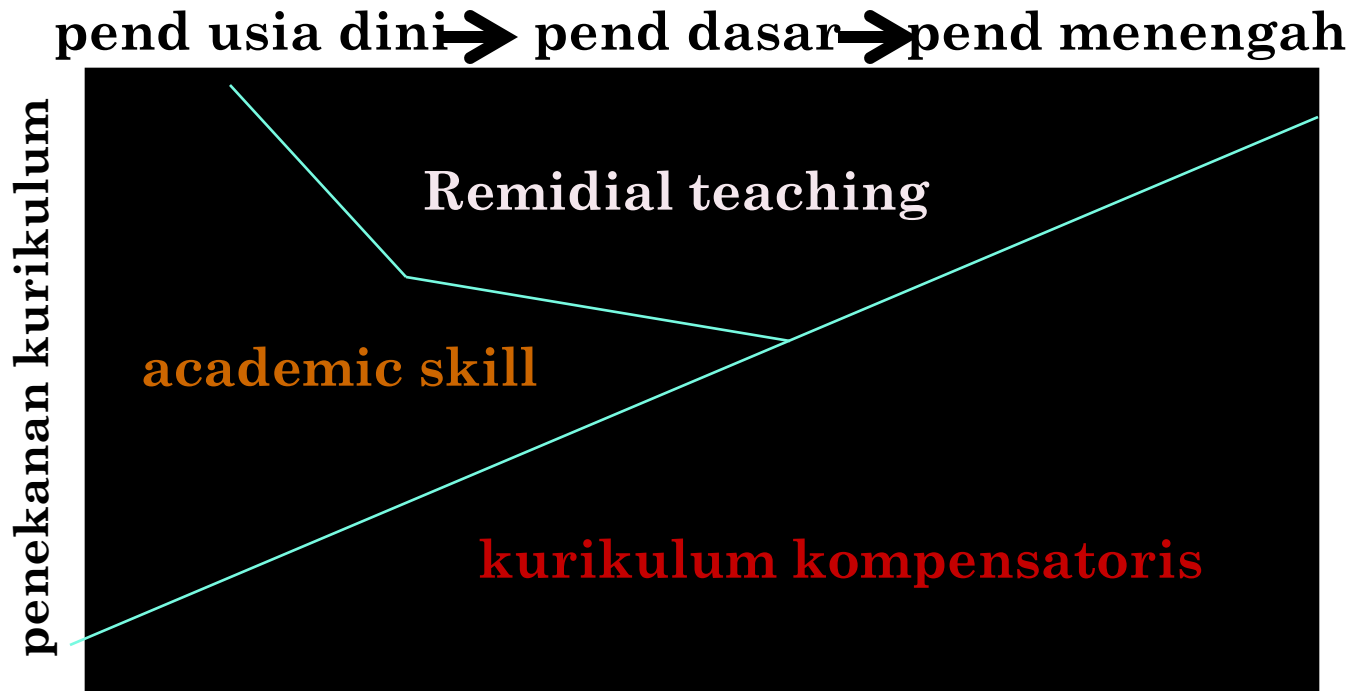 pend usia dini pend dasar pend menengah
penekanan kurikulum
Remidial teaching
academic skill
kurikulum kompensatoris